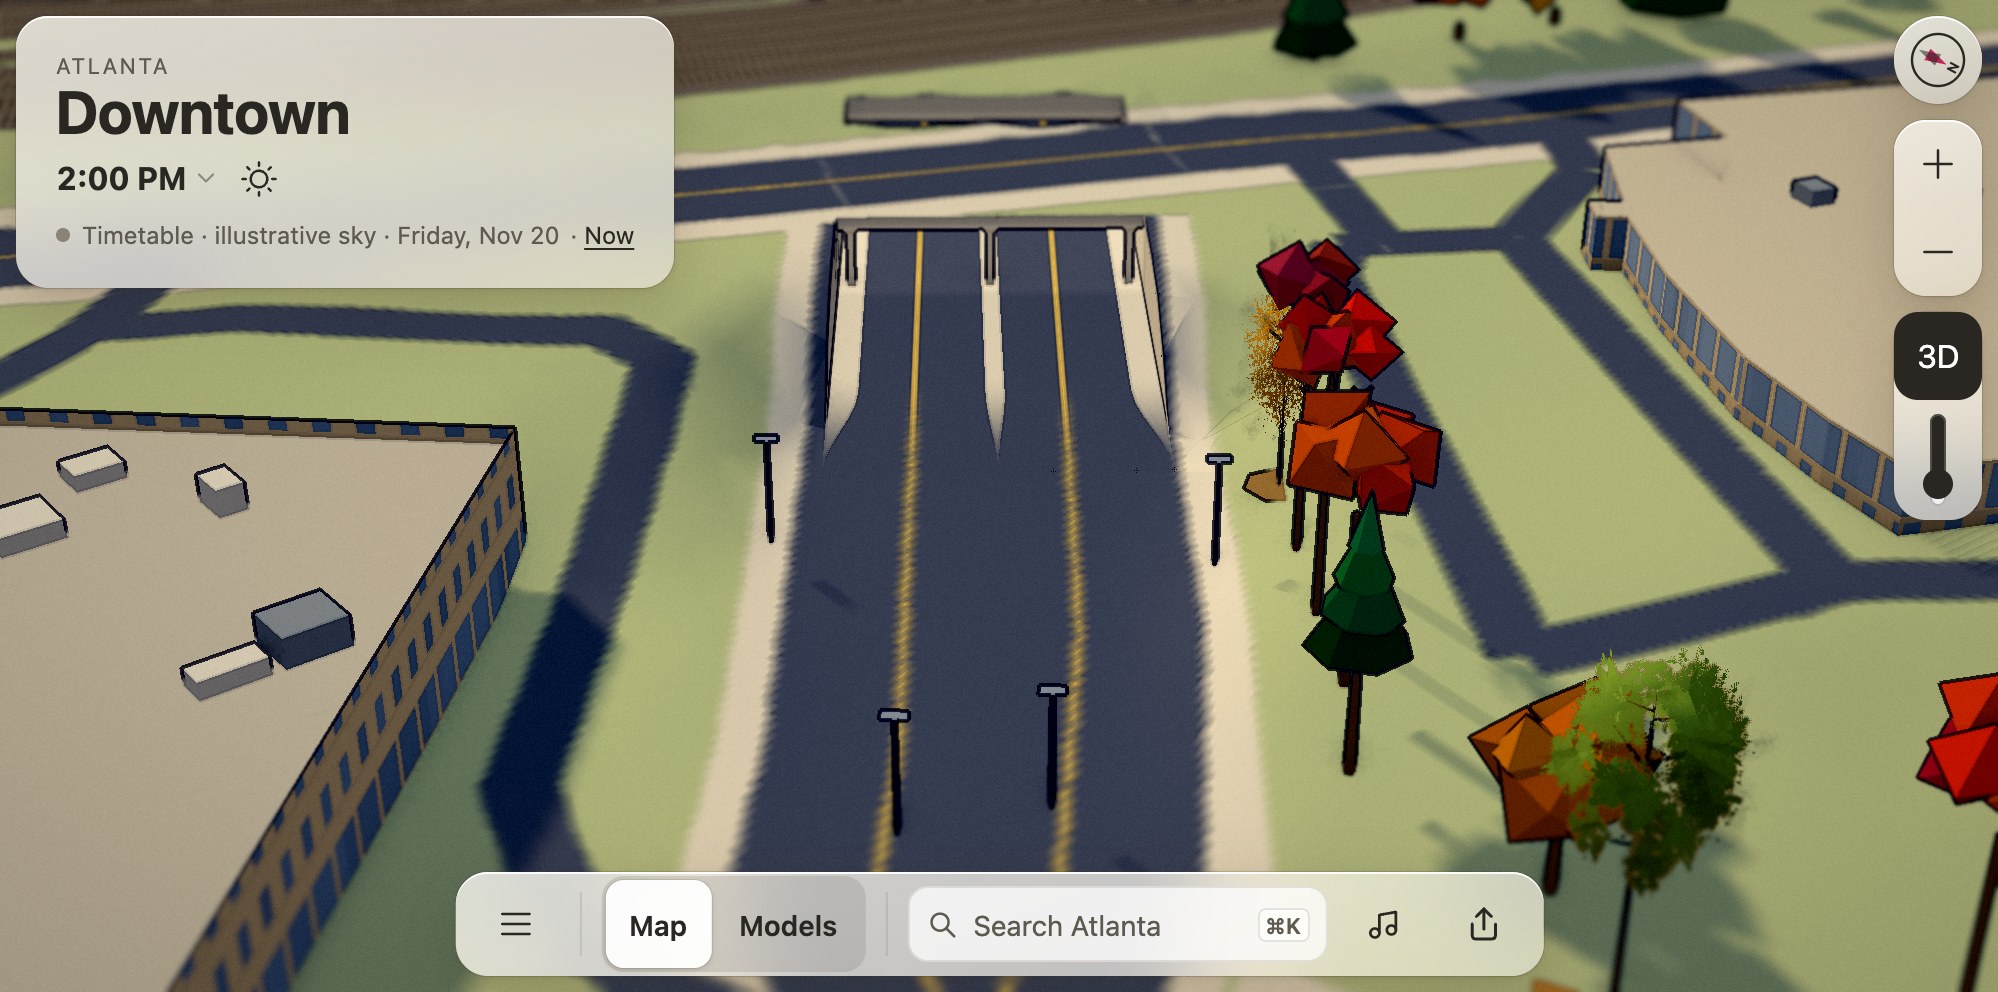 ATLANTA
Downtown
2:00 PM
Timetable · illustrative sky · Friday, Nov 20 · Now
N
3D
Map
Models
Search Atlanta
⌘K